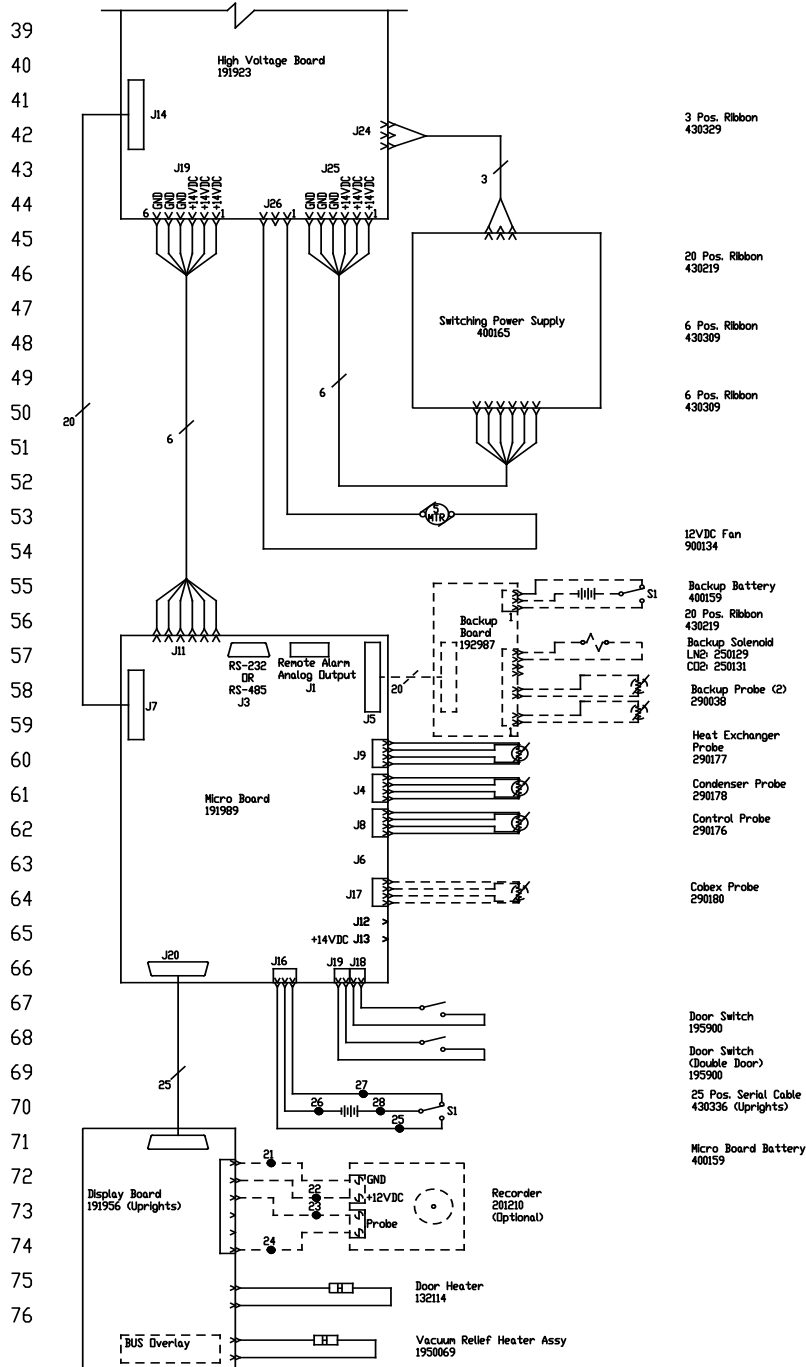 39
40
41
42
43
44
45
46
47
48
49
50
51
52
53
54
55
56
57
58
59
60
61
62
63
64
65
66
67
68
69
70
71
72
73
74
75
76
High Voltage Board
191923
J14
J24
J19
J25
J26
6
GND
GND
GND
+14VDC
+14VDC
+14VDC
1
1
GND
GND
GND
+14VDC
+14VDC
+14VDC
1
3
3 Pos. Ribbon
430329
Switching Power Supply
400165
20 Pos. Ribbon
430219
6 Pos. Ribbon
430309
6 Pos. Ribbon
430309
20
6
6
5
MTR
12VDC Fan
900134
Backup
Board
192987
1
1
S1
Backup Battery
400159
20 Pos. Ribbon
430219
Backup Solenoid
LN2: 250129
CO2: 250131
Backup Probe (2)
290038
20
J11
RS-232
OR
RS-485
J3
Remote Alarm
Analog Output
J1
J5
J7
Micro Board
191989
J9
J4
J8
J6
J17
J12
+14VDC J13
J20
J16
J19
J18
Heat Exchanger
Probe
290177
Condenser Probe
290178
Control Probe
290176
Cobex Probe
290180
Door Switch
195900
Door Switch
(Double Door)
195900
25
27
26
28
25
S1
25 Pos. Serial Cable
430336 (Uprights)
Micro Board Battery
400159
Display Board
191956 (Uprights)
21
22
23
24
GND
+12VDC
Probe
Recorder
201210
(Optional)
H
Door Heater
132114
H
Vacuum Relief Heater Assy
1950069
BUS Overlay